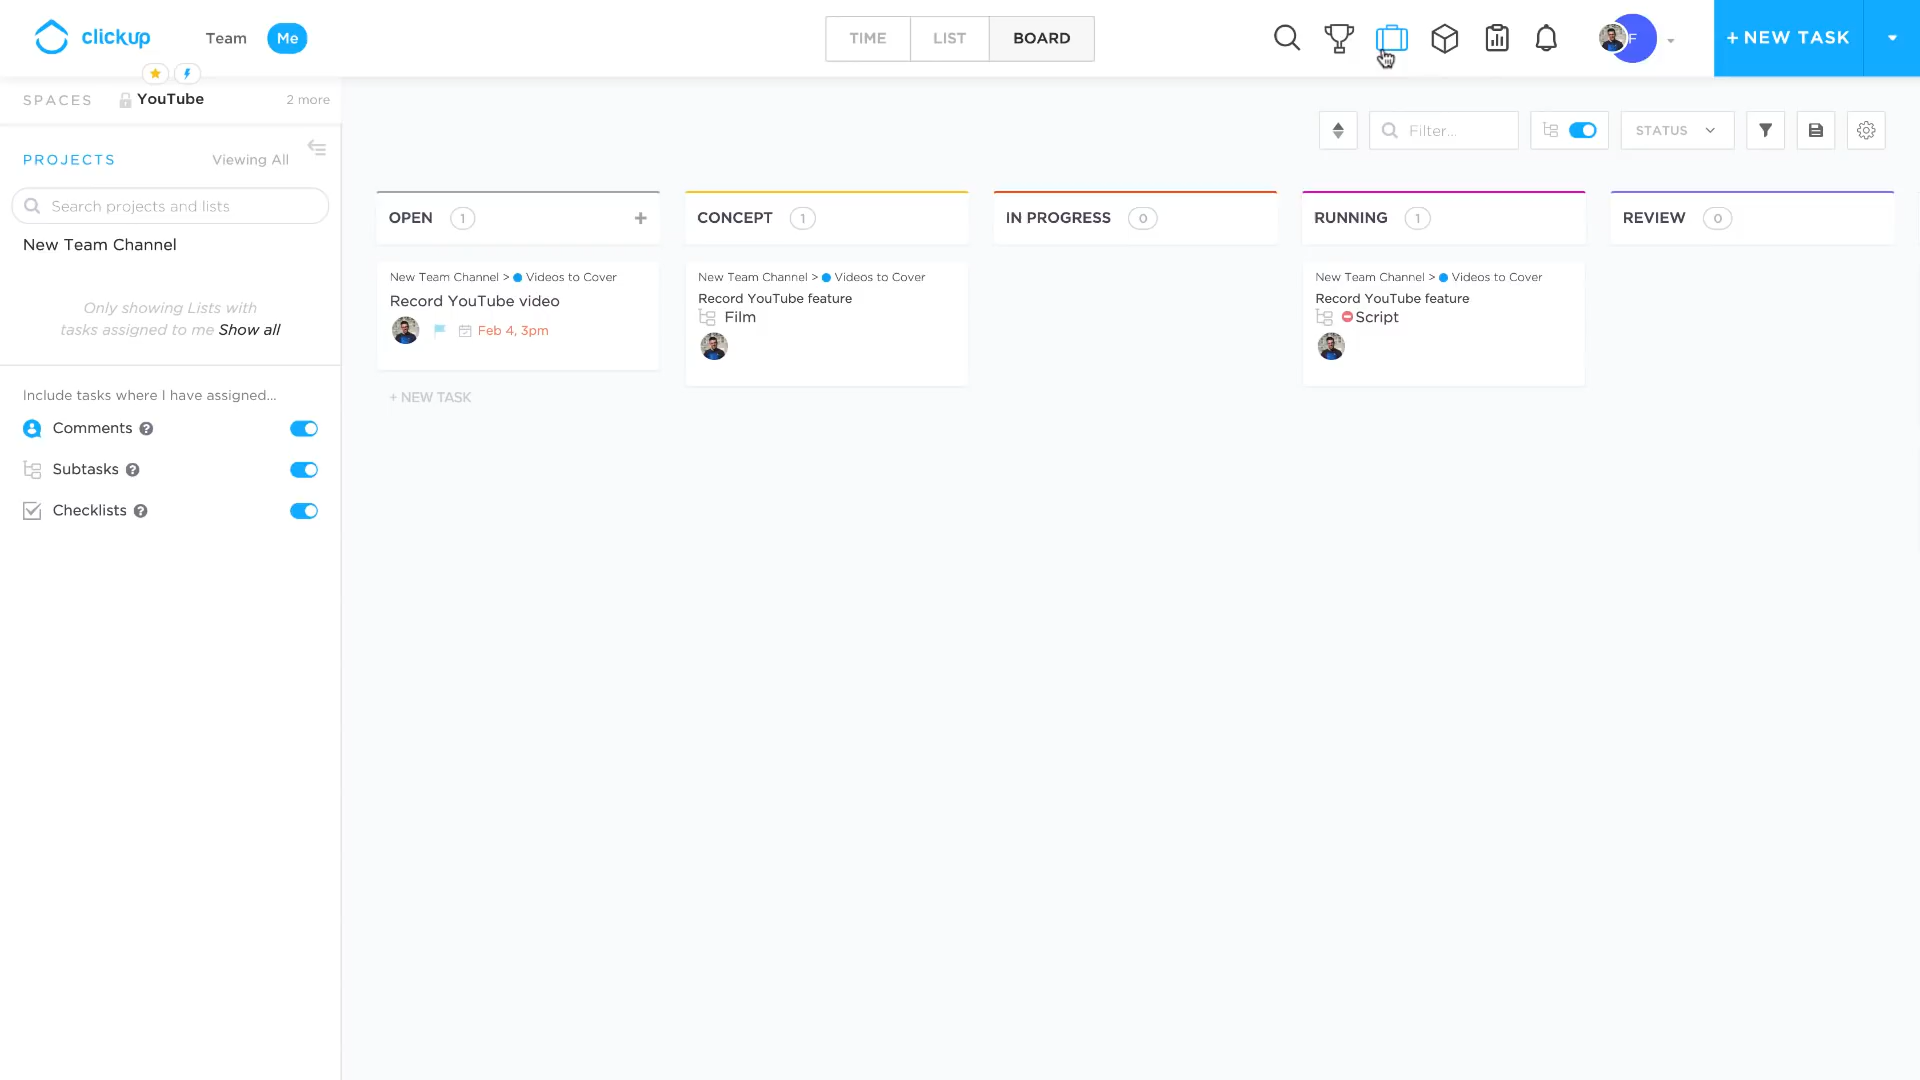 clickup
Team
Me
TIME
LIST
BOARD
F
+ NEW TASK
SPACES
YouTube
2 more
PROJECTS
Viewing All
Search projects and lists
New Team Channel
Only showing Lists with
tasks assigned to me Show all
Include tasks where I have assigned...
Comments ?
Subtasks ?
Checklists ?
Filter...
STATUS
OPEN 1 +
New Team Channel > Videos to Cover
Record YouTube video
Feb 4, 3pm
+ NEW TASK
CONCEPT 1
New Team Channel > Videos to Cover
Record YouTube feature
Film
IN PROGRESS 0
RUNNING 1
New Team Channel > Videos to Cover
Record YouTube feature
Script
REVIEW 0